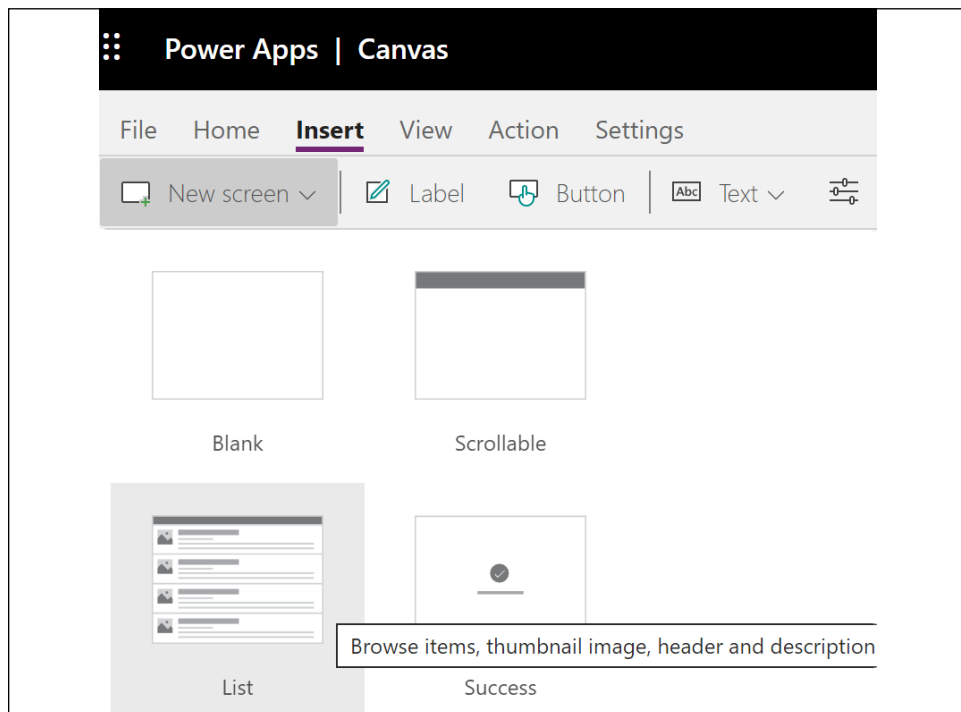 Power Apps | Canvas
File Home Insert View Action Settings
New screen Label Button Abc Text
Blank Scrollable
Browse items, thumbnail image, header and description
List Success